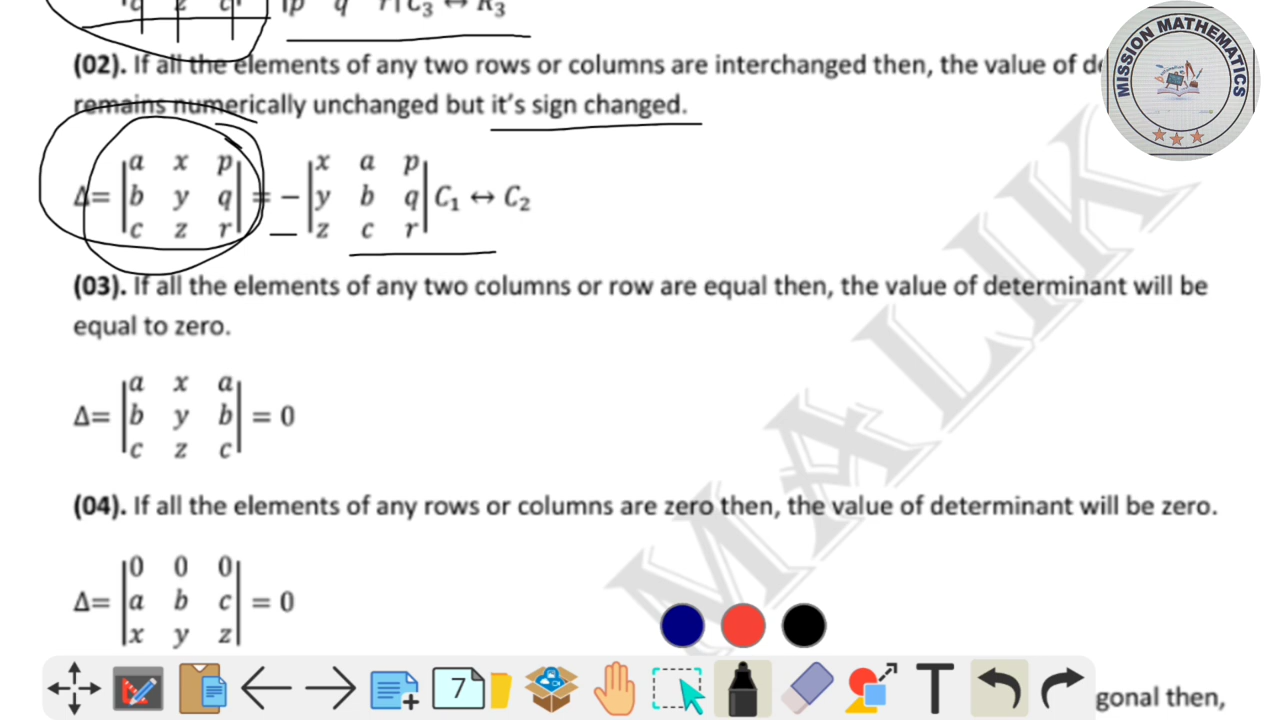 p q r C₃ ↔ R₃
(02). If all the elements of any two rows or columns are interchanged then, the value of
remains numerically unchanged but it's sign changed.
Δ= |a x p| = − |x a p| C₁ ↔ C₂
|b y q| |y b q|
|c z r| |z c r|
(03). If all the elements of any two columns or row are equal then, the value of determinant will be
equal to zero.
Δ= |a x a| = 0
|b y b|
|c z c|
(04). If all the elements of any rows or columns are zero then, the value of determinant will be zero.
Δ= |0 0 0| = 0
|a b c|
|x y z|
gonal then,
7
T
MISSION MATHEMATICS
MALIK